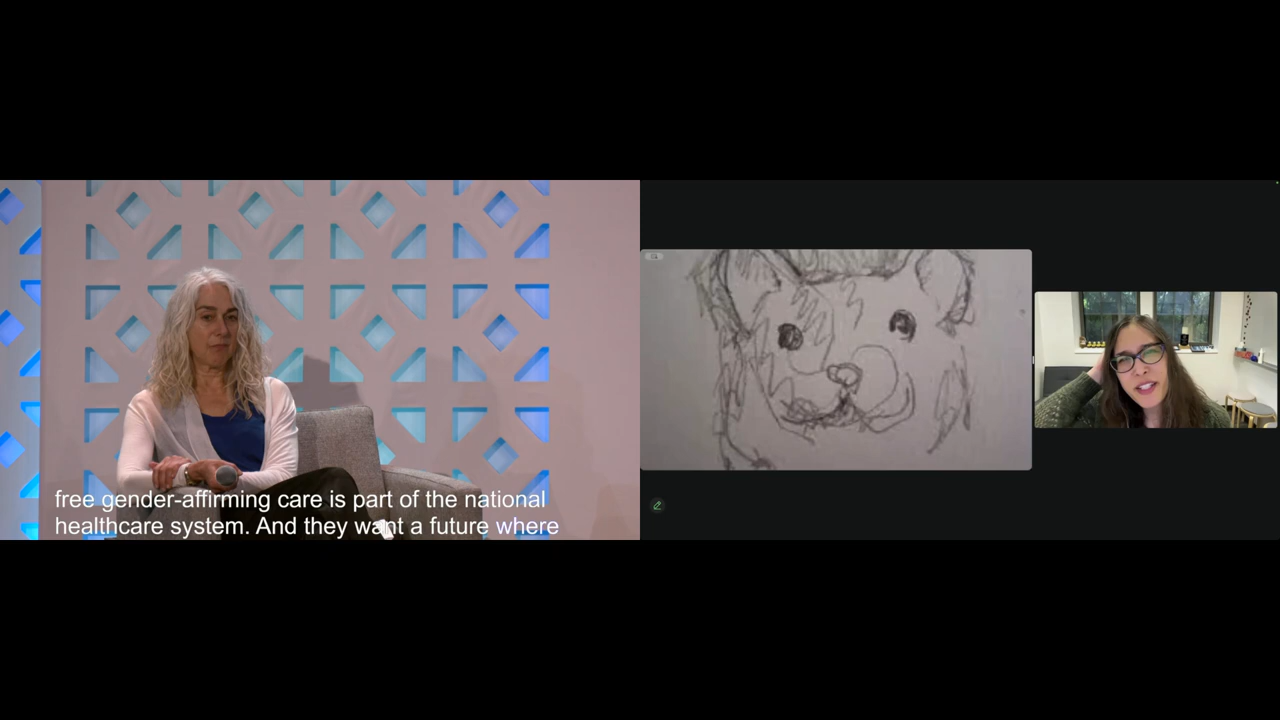 free gender-affirming care is part of the national
healthcare system. And they want a future where